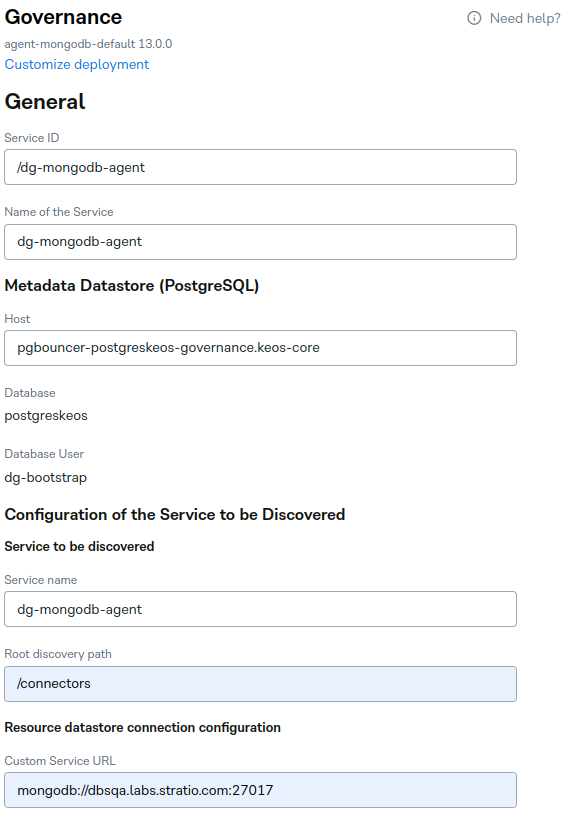 Governance
Need help?
agent-mongodb-default 13.0.0
Customize deployment
General
Service ID
/dg-mongodb-agent
Name of the Service
dg-mongodb-agent
Metadata Datastore (PostgreSQL)
Host
pgbouncer-postgreskeos-governance.keos-core
Database
postgreskeos
Database User
dg-bootstrap
Configuration of the Service to be Discovered
Service to be discovered
Service name
dg-mongodb-agent
Root discovery path
/connectors
Resource datastore connection configuration
Custom Service URL
mongodb://dbsqa.labs.stratio.com:27017